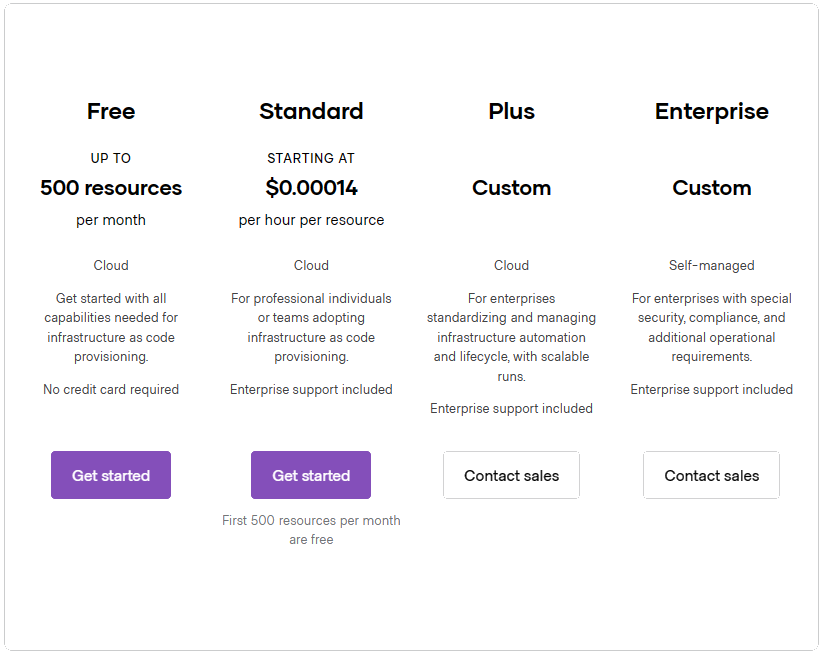 Free
UP TO
500 resources
per month
Cloud
Get started with all
capabilities needed for
infrastructure as code
provisioning.
No credit card required
Get started
Standard
STARTING AT
$0.00014
per hour per resource
Cloud
For professional individuals
or teams adopting
infrastructure as code
provisioning.
Enterprise support included
Get started
First 500 resources per month
are free
Plus
Custom
Cloud
For enterprises
standardizing and managing
infrastructure automation
and lifecycle, with scalable
runs.
Enterprise support included
Contact sales
Enterprise
Custom
Self-managed
For enterprises with special
security, compliance, and
additional operational
requirements.
Enterprise support included
Contact sales